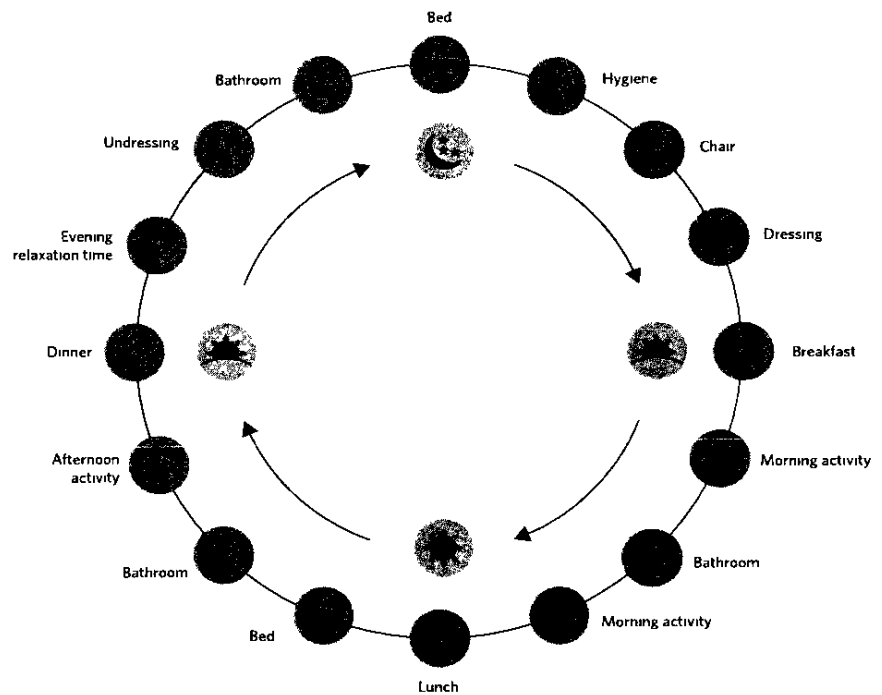 Bed
Hygiene
Chair
Dressing
Breakfast
Morning activity
Bathroom
Morning activity
Lunch
Bed
Bathroom
Afternoon
activity
Dinner
Evening
relaxation time
Undressing
Bathroom